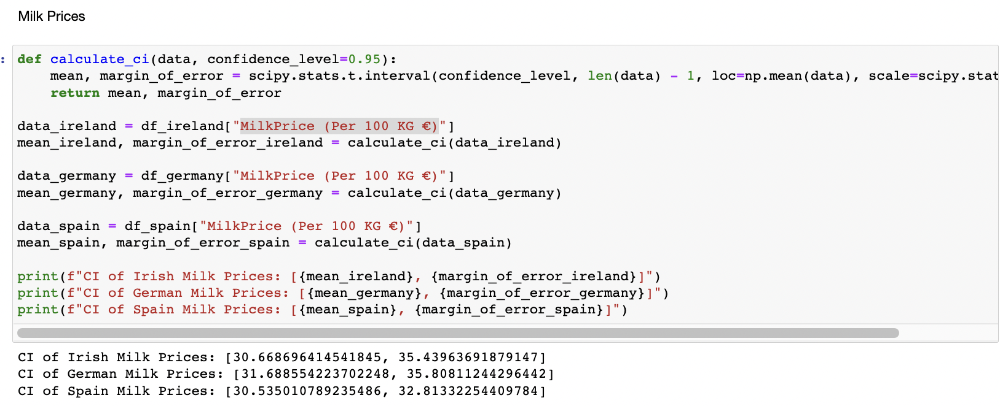 Milk Prices
: def calculate_ci(data, confidence_level=0.95):
    mean, margin_of_error = scipy.stats.t.interval(confidence_level, len(data) - 1, loc=np.mean(data), scale=scipy.stat
    return mean, margin_of_error
data_ireland = df_ireland["MilkPrice (Per 100 KG €)"]
mean_ireland, margin_of_error_ireland = calculate_ci(data_ireland)
data_germany = df_germany["MilkPrice (Per 100 KG €)"]
mean_germany, margin_of_error_germany = calculate_ci(data_germany)
data_spain = df_spain["MilkPrice (Per 100 KG €)"]
mean_spain, margin_of_error_spain = calculate_ci(data_spain)
print(f"CI of Irish Milk Prices: [{mean_ireland}, {margin_of_error_ireland}]")
print(f"CI of German Milk Prices: [{mean_germany}, {margin_of_error_germany}]")
print(f"CI of Spain Milk Prices: [{mean_spain}, {margin_of_error_spain}]")
CI of Irish Milk Prices: [30.668696414541845, 35.43963691879147]
CI of German Milk Prices: [31.688554223702248, 35.80811244296442]
CI of Spain Milk Prices: [30.535010789235486, 32.81332254409784]